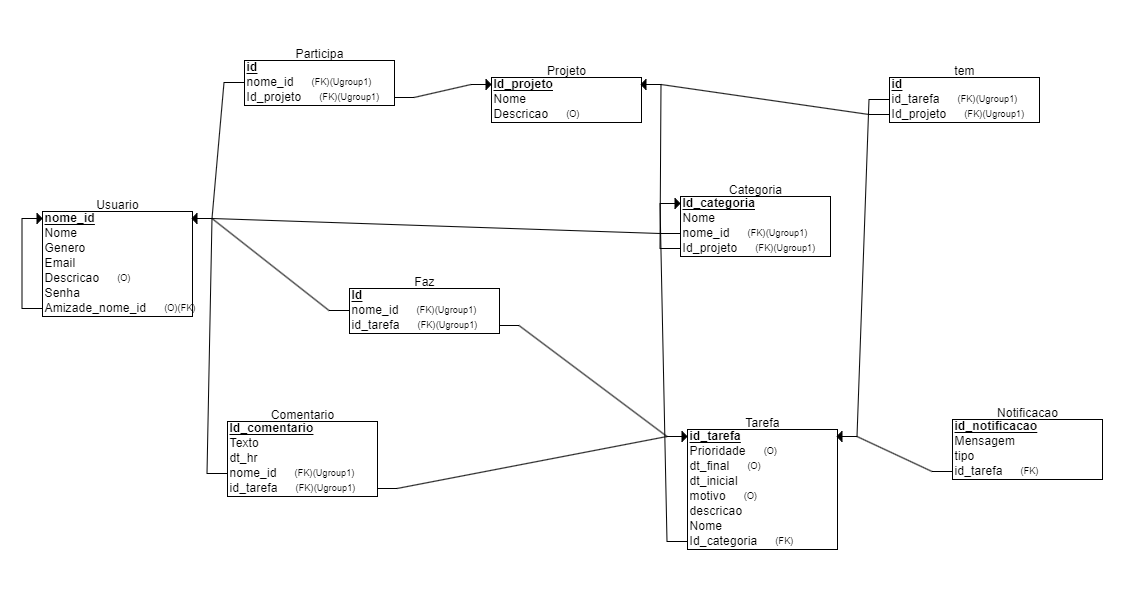 Participa
id
nome_id (FK)(Ugroup1)
Id_projeto (FK)(Ugroup1)
Projeto
Id_projeto
Nome
Descricao (O)
tem
id
id_tarefa (FK)(Ugroup1)
Id_projeto (FK)(Ugroup1)
Usuario
nome_id
Nome
Genero
Email
Descricao (O)
Senha
Amizade_nome_id (O)(FK)
Categoria
Id_categoria
Nome
nome_id (FK)(Ugroup1)
Id_projeto (FK)(Ugroup1)
Faz
Id
nome_id (FK)(Ugroup1)
id_tarefa (FK)(Ugroup1)
Comentario
Id_comentario
Texto
dt_hr
nome_id (FK)(Ugroup1)
id_tarefa (FK)(Ugroup1)
Tarefa
id_tarefa
Prioridade (O)
dt_final (O)
dt_inicial
motivo (O)
descricao
Nome
Id_categoria (FK)
Notificacao
id_notificacao
Mensagem
tipo
id_tarefa (FK)